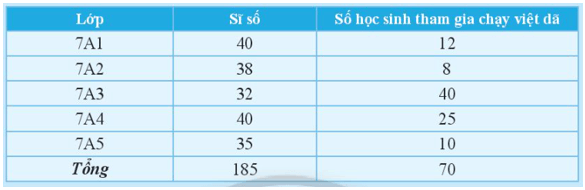 Lớp Sĩ số Số học sinh tham gia chạy việt dã
7A1 40 12
7A2 38 8
7A3 32 40
7A4 40 25
7A5 35 10
Tổng 185 70